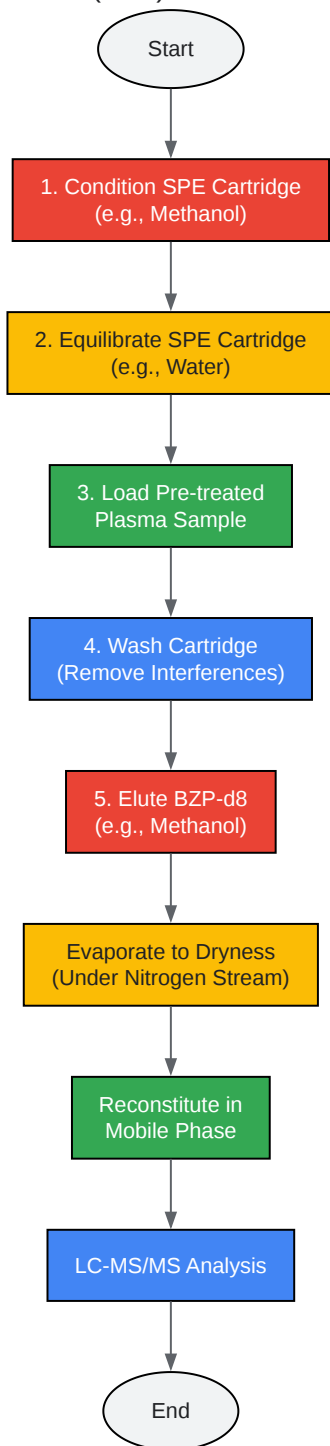 Start
1. Condition SPE Cartridge
(e.g., Methanol)
2. Equilibrate SPE Cartridge
(e.g., Water)
3. Load Pre-treated
Plasma Sample
4. Wash Cartridge
(Remove Interferences)
5. Elute BZP-d8
(e.g., Methanol)
Evaporate to Dryness
(Under Nitrogen Stream)
Reconstitute in
Mobile Phase
LC-MS/MS Analysis
End